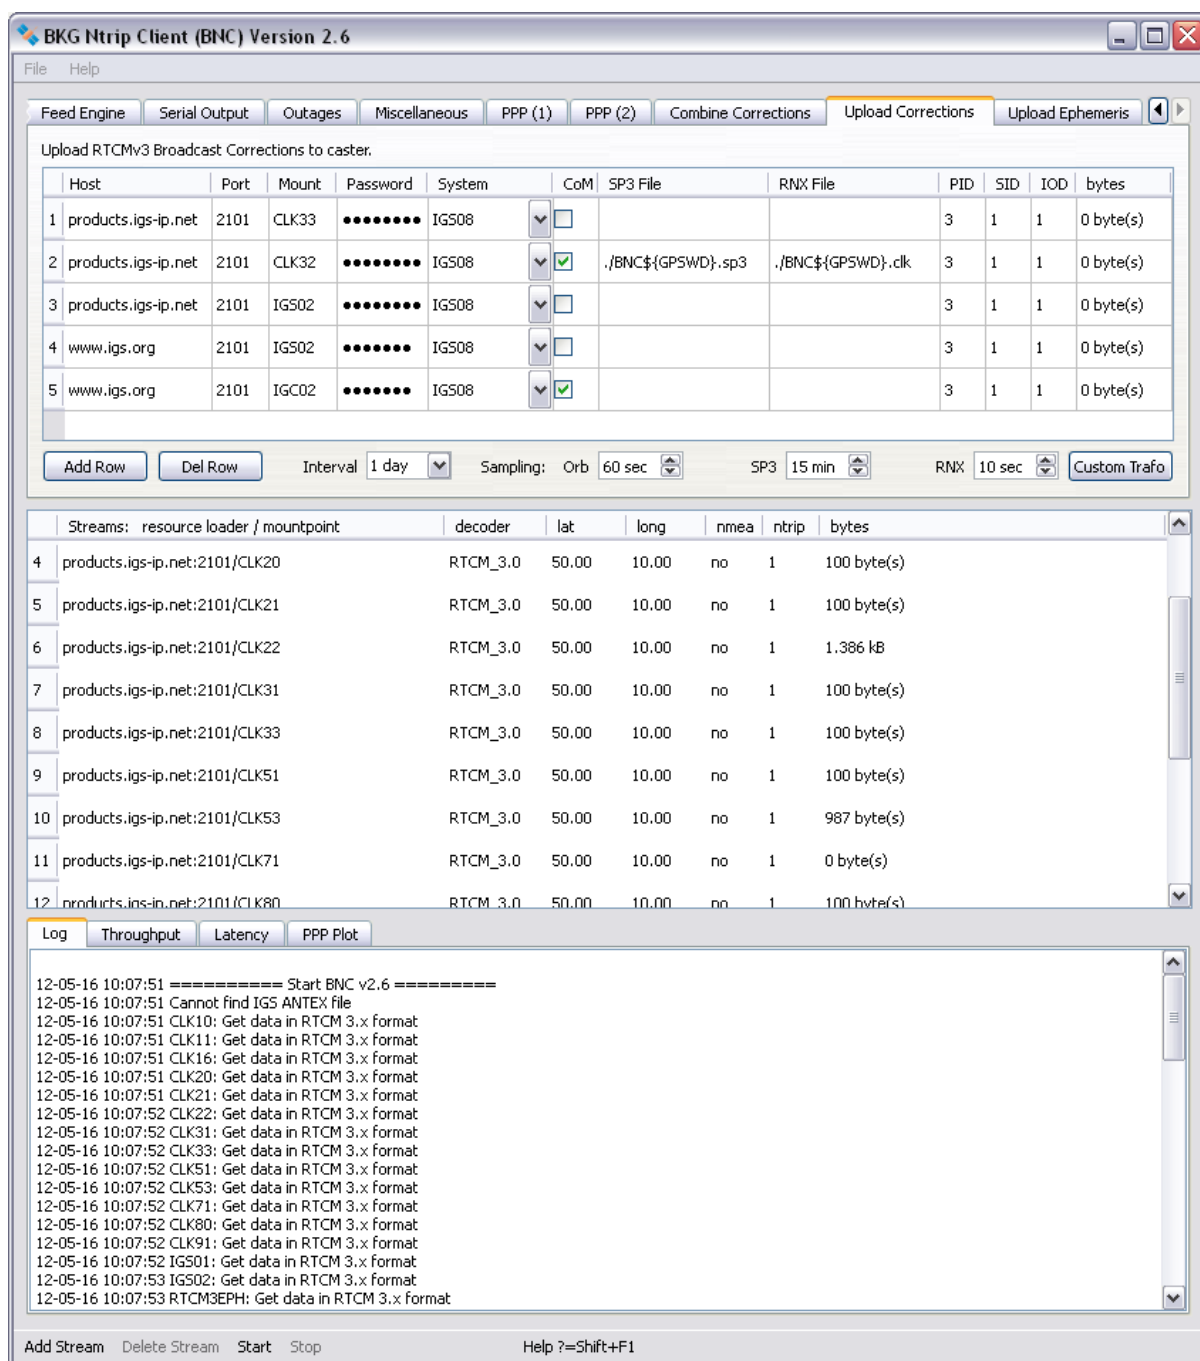 BKG Ntrip Client (BNC) Version 2.6
File Help
Feed Engine Serial Output Outages Miscellaneous PPP (1) PPP (2) Combine Corrections Upload Corrections Upload Ephemeris
Upload RTCMv3 Broadcast Corrections to caster.
Host Port Mount Password System CoM SP3 File RNX File PID SID IOD bytes
1 products.igs-ip.net 2101 CLK33 ●●●●●●●● IGS08 3 1 1 0 byte(s)
2 products.igs-ip.net 2101 CLK32 ●●●●●●●● IGS08 ./BNC${GPSWD}.sp3 ./BNC${GPSWD}.clk 3 1 1 0 byte(s)
3 products.igs-ip.net 2101 IGS02 ●●●●●●●● IGS08 3 1 1 0 byte(s)
4 www.igs.org 2101 IGS02 ●●●●●●● IGS08 3 1 1 0 byte(s)
5 www.igs.org 2101 IGC02 ●●●●●●● IGS08 3 1 1 0 byte(s)
Add Row Del Row Interval 1 day Sampling: Orb 60 sec SP3 15 min RNX 10 sec Custom Trafo
Streams: resource loader / mountpoint decoder lat long nmea ntrip bytes
4 products.igs-ip.net:2101/CLK20 RTCM_3.0 50.00 10.00 no 1 100 byte(s)
5 products.igs-ip.net:2101/CLK21 RTCM_3.0 50.00 10.00 no 1 100 byte(s)
6 products.igs-ip.net:2101/CLK22 RTCM_3.0 50.00 10.00 no 1 1.386 kB
7 products.igs-ip.net:2101/CLK31 RTCM_3.0 50.00 10.00 no 1 100 byte(s)
8 products.igs-ip.net:2101/CLK33 RTCM_3.0 50.00 10.00 no 1 100 byte(s)
9 products.igs-ip.net:2101/CLK51 RTCM_3.0 50.00 10.00 no 1 100 byte(s)
10 products.igs-ip.net:2101/CLK53 RTCM_3.0 50.00 10.00 no 1 987 byte(s)
11 products.igs-ip.net:2101/CLK71 RTCM_3.0 50.00 10.00 no 1 0 byte(s)
12 products.igs-ip.net:2101/CLK80 RTCM_3.0 50.00 10.00 no 1 100 byte(s)
Log Throughput Latency PPP Plot
12-05-16 10:07:51 ========== Start BNC v2.6 =========
12-05-16 10:07:51 Cannot find IGS ANTEX file
12-05-16 10:07:51 CLK10: Get data in RTCM 3.x format
12-05-16 10:07:51 CLK11: Get data in RTCM 3.x format
12-05-16 10:07:51 CLK16: Get data in RTCM 3.x format
12-05-16 10:07:51 CLK20: Get data in RTCM 3.x format
12-05-16 10:07:51 CLK21: Get data in RTCM 3.x format
12-05-16 10:07:52 CLK22: Get data in RTCM 3.x format
12-05-16 10:07:52 CLK31: Get data in RTCM 3.x format
12-05-16 10:07:52 CLK33: Get data in RTCM 3.x format
12-05-16 10:07:52 CLK51: Get data in RTCM 3.x format
12-05-16 10:07:52 CLK53: Get data in RTCM 3.x format
12-05-16 10:07:52 CLK71: Get data in RTCM 3.x format
12-05-16 10:07:52 CLK80: Get data in RTCM 3.x format
12-05-16 10:07:52 CLK91: Get data in RTCM 3.x format
12-05-16 10:07:52 IGS01: Get data in RTCM 3.x format
12-05-16 10:07:53 IGS02: Get data in RTCM 3.x format
12-05-16 10:07:53 RTCM3EPH: Get data in RTCM 3.x format
Add Stream Delete Stream Start Stop Help ?=Shift+F1